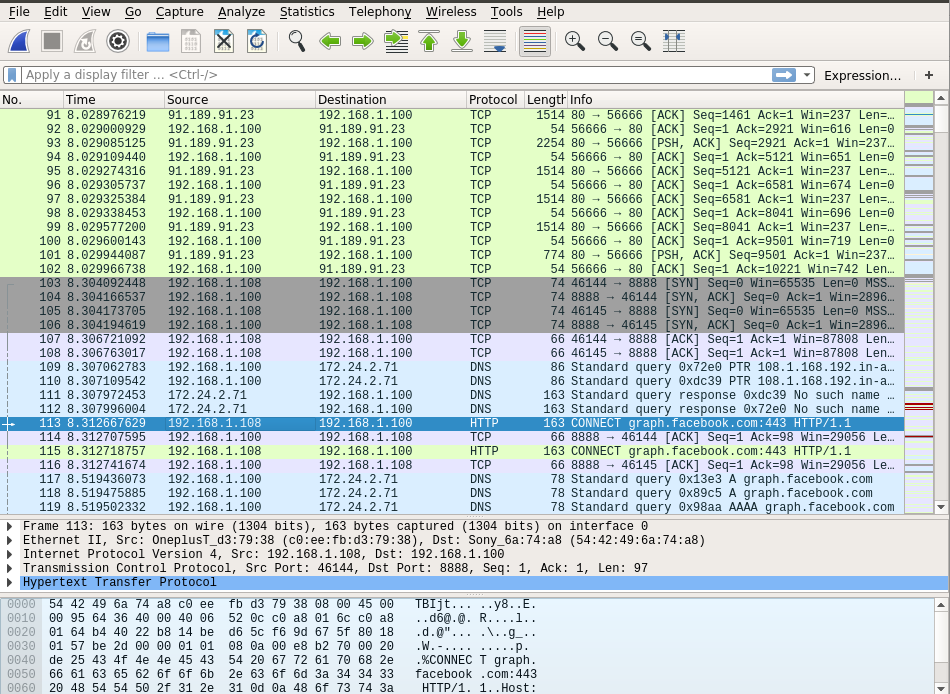 File Edit View Go Capture Analyze Statistics Telephony Wireless Tools Help
Apply a display filter ... <Ctrl-/> Expression... +
No. Time Source Destination Protocol Length Info
91 8.028976219 91.189.91.23 192.168.1.100 TCP 1514 80 → 56666 [ACK] Seq=1461 Ack=1 Win=237 Len=…
92 8.029000929 192.168.1.100 91.189.91.23 TCP 54 56666 → 80 [ACK] Seq=1 Ack=2921 Win=616 Len=0
93 8.029085125 91.189.91.23 192.168.1.100 TCP 2254 80 → 56666 [PSH, ACK] Seq=2921 Ack=1 Win=237…
94 8.029109440 192.168.1.100 91.189.91.23 TCP 54 56666 → 80 [ACK] Seq=1 Ack=5121 Win=651 Len=0
95 8.029274316 91.189.91.23 192.168.1.100 TCP 1514 80 → 56666 [ACK] Seq=5121 Ack=1 Win=237 Len=…
96 8.029305737 192.168.1.100 91.189.91.23 TCP 54 56666 → 80 [ACK] Seq=1 Ack=6581 Win=674 Len=0
97 8.029325384 91.189.91.23 192.168.1.100 TCP 1514 80 → 56666 [ACK] Seq=6581 Ack=1 Win=237 Len=…
98 8.029338453 192.168.1.100 91.189.91.23 TCP 54 56666 → 80 [ACK] Seq=1 Ack=8041 Win=696 Len=0
99 8.029577200 91.189.91.23 192.168.1.100 TCP 1514 80 → 56666 [ACK] Seq=8041 Ack=1 Win=237 Len=…
100 8.029600143 192.168.1.100 91.189.91.23 TCP 54 56666 → 80 [ACK] Seq=1 Ack=9501 Win=719 Len=0
101 8.029944087 91.189.91.23 192.168.1.100 TCP 774 80 → 56666 [PSH, ACK] Seq=9501 Ack=1 Win=237…
102 8.029966738 192.168.1.100 91.189.91.23 TCP 54 56666 → 80 [ACK] Seq=1 Ack=10221 Win=742 Len…
103 8.304092448 192.168.1.108 192.168.1.100 TCP 74 46144 → 8888 [SYN] Seq=0 Win=65535 Len=0 MSS…
104 8.304166537 192.168.1.100 192.168.1.108 TCP 74 8888 → 46144 [SYN, ACK] Seq=0 Ack=1 Win=2896…
105 8.304173705 192.168.1.108 192.168.1.100 TCP 74 46145 → 8888 [SYN] Seq=0 Win=65535 Len=0 MSS…
106 8.304194619 192.168.1.100 192.168.1.108 TCP 74 8888 → 46145 [SYN, ACK] Seq=0 Ack=1 Win=2896…
107 8.306721092 192.168.1.108 192.168.1.100 TCP 66 46144 → 8888 [ACK] Seq=1 Ack=1 Win=87808 Len…
108 8.306763017 192.168.1.108 192.168.1.100 TCP 66 46145 → 8888 [ACK] Seq=1 Ack=1 Win=87808 Len…
109 8.307062783 192.168.1.100 172.24.2.71 DNS 86 Standard query 0x72e0 PTR 108.1.168.192.in-a…
110 8.307109542 192.168.1.100 172.24.2.71 DNS 86 Standard query 0xdc39 PTR 108.1.168.192.in-a…
111 8.307972453 172.24.2.71 192.168.1.100 DNS 163 Standard query response 0xdc39 No such name …
112 8.307996004 172.24.2.71 192.168.1.100 DNS 163 Standard query response 0x72e0 No such name …
113 8.312667629 192.168.1.108 192.168.1.100 HTTP 163 CONNECT graph.facebook.com:443 HTTP/1.1
114 8.312707595 192.168.1.100 192.168.1.108 TCP 66 8888 → 46144 [ACK] Seq=1 Ack=98 Win=29056 Le…
115 8.312718757 192.168.1.108 192.168.1.100 HTTP 163 CONNECT graph.facebook.com:443 HTTP/1.1
116 8.312741674 192.168.1.100 192.168.1.108 TCP 66 8888 → 46145 [ACK] Seq=1 Ack=98 Win=29056 Le…
117 8.519436073 192.168.1.100 172.24.2.71 DNS 78 Standard query 0x13e3 A graph.facebook.com
118 8.519475885 192.168.1.100 172.24.2.71 DNS 78 Standard query 0x89c5 A graph.facebook.com
119 8.519502332 192.168.1.100 172.24.2.71 DNS 78 Standard query 0x98aa AAAA graph.facebook.com
Frame 113: 163 bytes on wire (1304 bits), 163 bytes captured (1304 bits) on interface 0
Ethernet II, Src: OneplusT_d3:79:38 (c0:ee:fb:d3:79:38), Dst: Sony_6a:74:a8 (54:42:49:6a:74:a8)
Internet Protocol Version 4, Src: 192.168.1.108, Dst: 192.168.1.100
Transmission Control Protocol, Src Port: 46144, Dst Port: 8888, Seq: 1, Ack: 1, Len: 97
Hypertext Transfer Protocol
0000 54 42 49 6a 74 a8 c0 ee fb d3 79 38 08 00 45 00 TBIjt... ..y8..E.
0010 00 95 64 36 40 00 40 06 52 0c c0 a8 01 6c c0 a8 ..d6@.@. R....l..
0020 01 64 b4 40 22 b8 14 be d6 5c f6 9d 67 5f 80 18 .d.@"... .\..g_..
0030 01 57 be 2d 00 00 01 01 08 0a 00 e8 b2 70 00 20 .W.-.... .....p. 
0040 de 25 43 4f 4e 4e 45 43 54 20 67 72 61 70 68 2e .%CONNEC T graph.
0050 66 61 63 65 62 6f 6f 6b 2e 63 6f 6d 3a 34 34 33 facebook .com:443
0060 20 48 54 54 50 2f 31 2e 31 0d 0a 48 6f 73 74 3a HTTP/1. 1..Host: